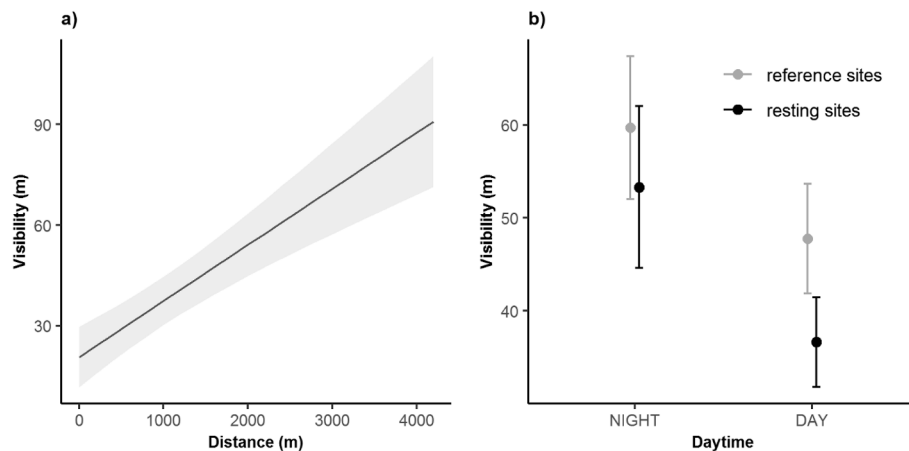 a)
90
60
30
Visibility (m)
0 1000 2000 3000 4000
Distance (m)
b)
reference sites
resting sites
60
50
40
Visibility (m)
NIGHT DAY
Daytime